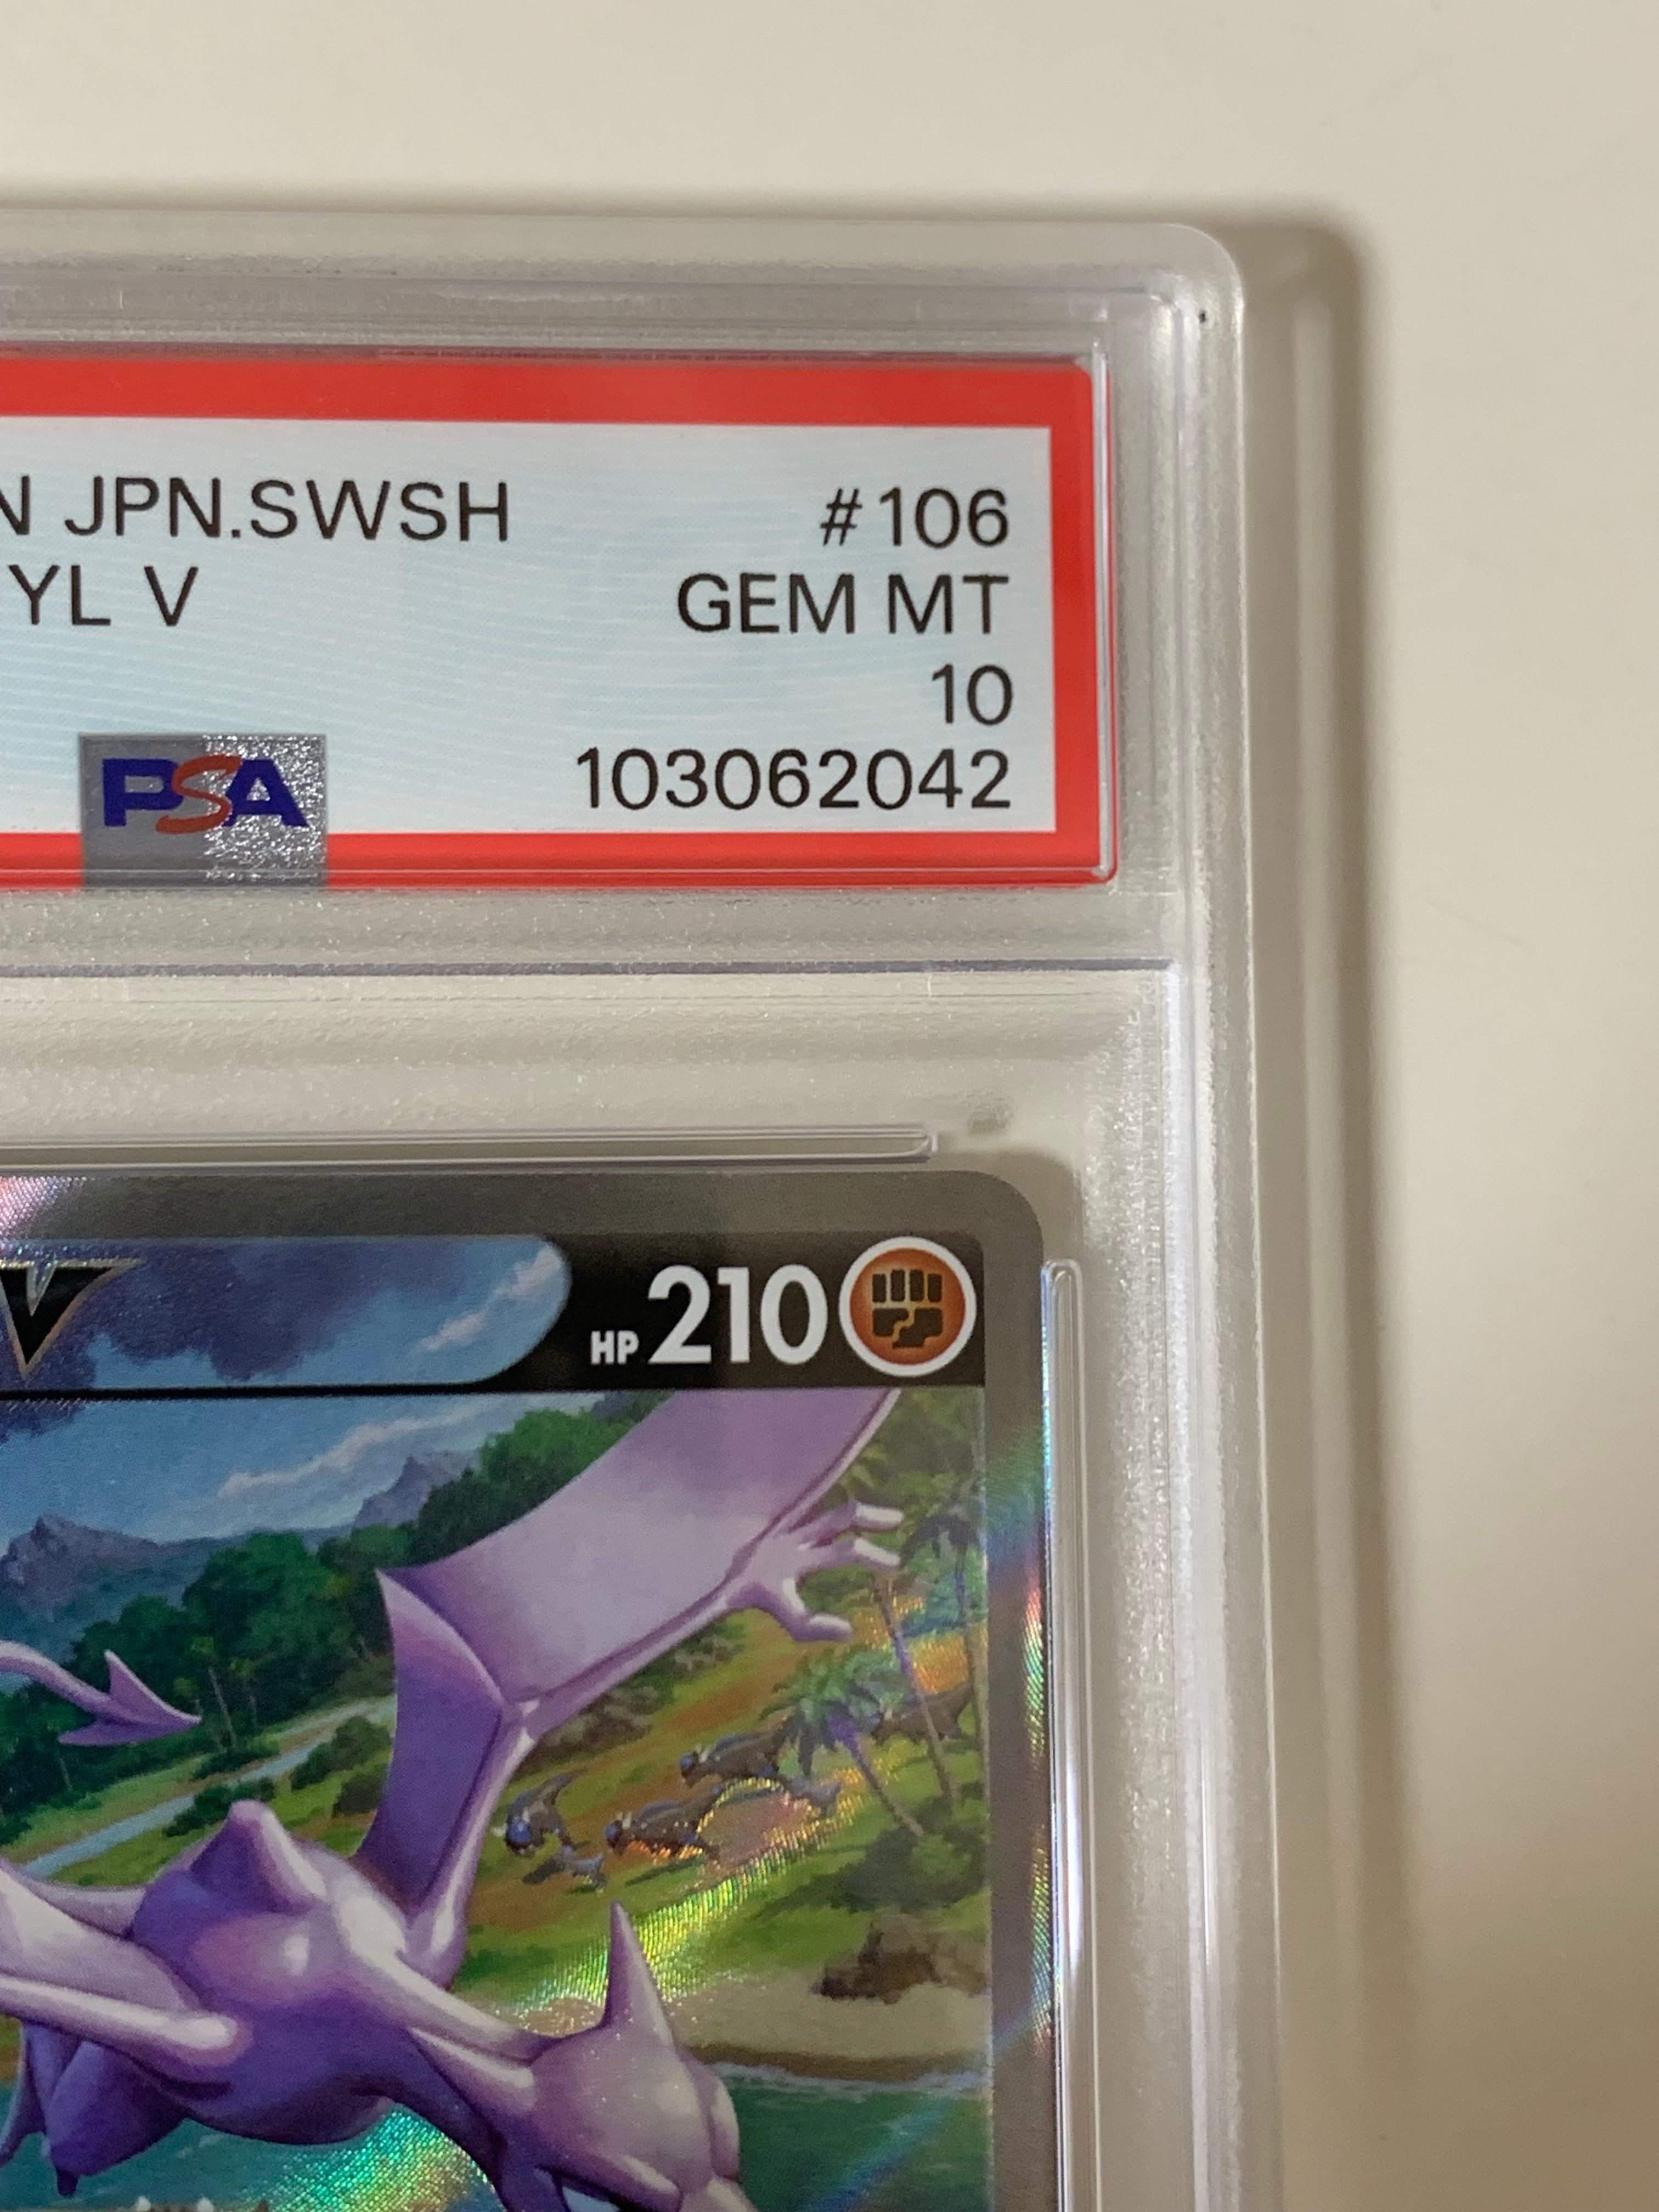 N JPN.SWSH #106
YL V GEM MT
10
PSA 103062042
V HP 210